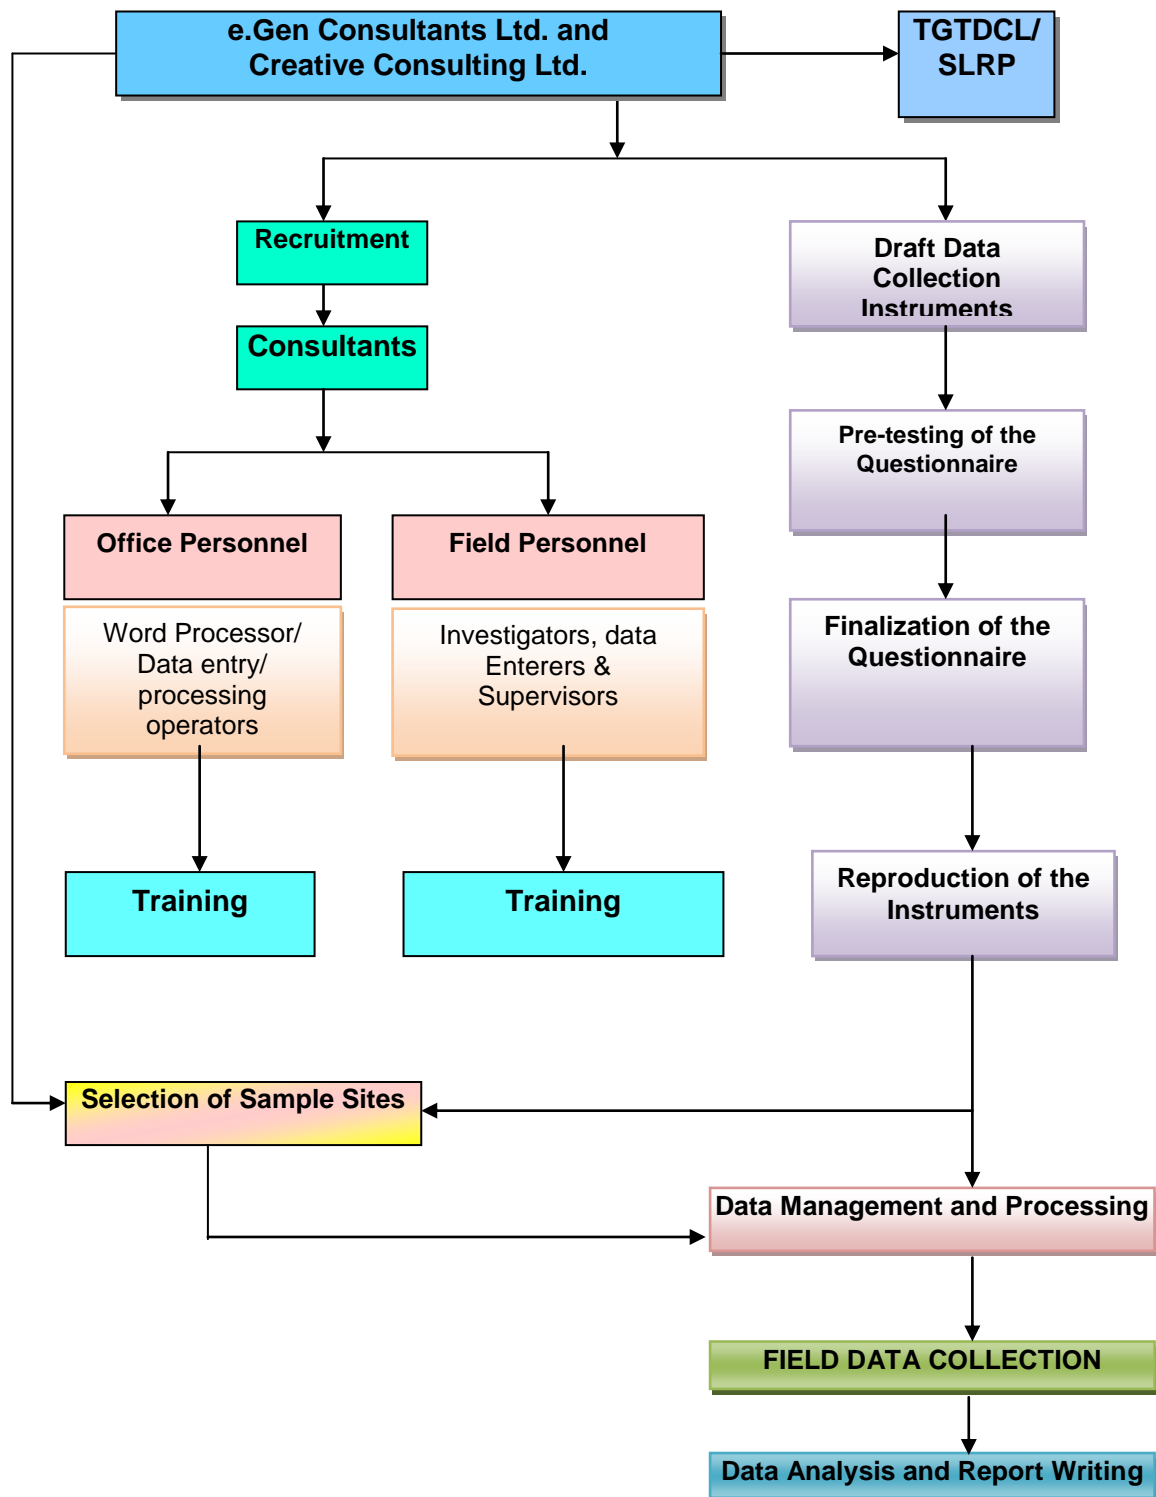 e.Gen Consultants Ltd. and
Creative Consulting Ltd.
TGTDCL/
SLRP
Recruitment
Consultants
Draft Data
Collection
Instruments
Pre-testing of the
Questionnaire
Office Personnel
Field Personnel
Word Processor/
Data entry/
processing
operators
Investigators, data
Enterers &
Supervisors
Finalization of the
Questionnaire
Training
Training
Reproduction of the
Instruments
Selection of Sample Sites
Data Management and Processing
FIELD DATA COLLECTION
Data Analysis and Report Writing